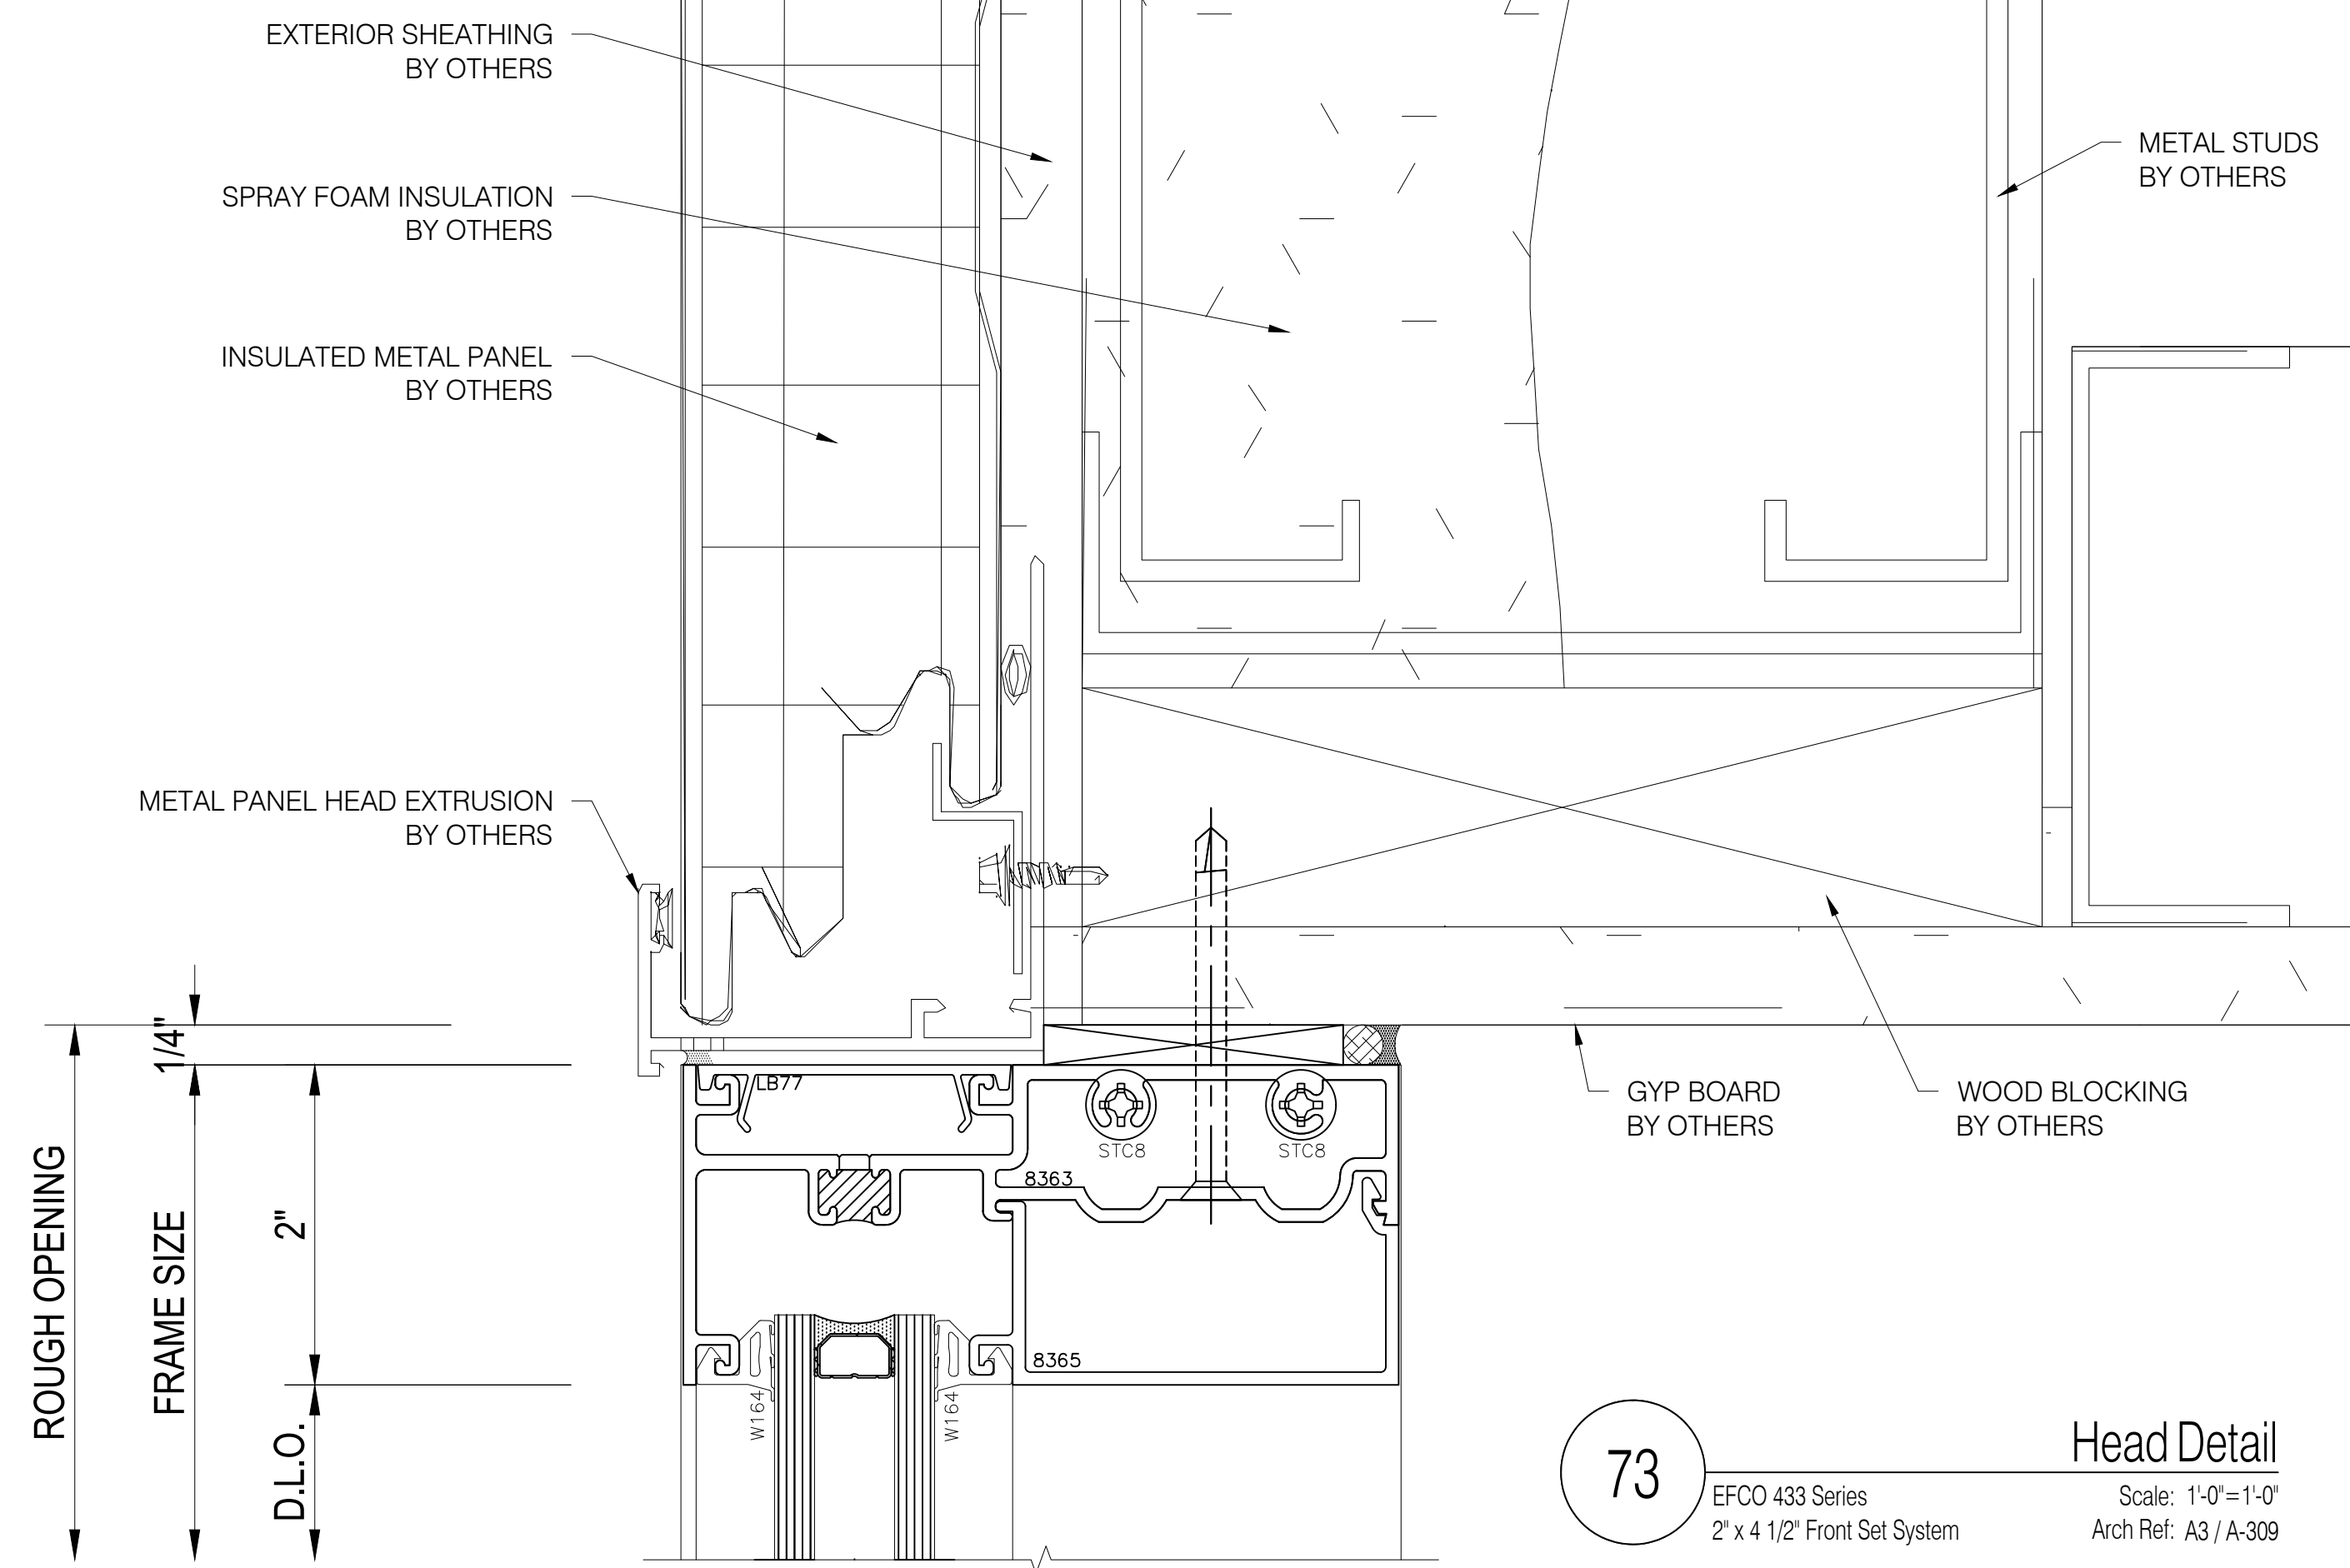 EXTERIOR SHEATHING
BY OTHERS
METAL STUDS
BY OTHERS
SPRAY FOAM INSULATION
BY OTHERS
INSULATED METAL PANEL
BY OTHERS
METAL PANEL HEAD EXTRUSION
BY OTHERS
1/4"
ROUGH OPENING
FRAME SIZE
2"
D.L.O.
LB77
STC8
STC8
8363
8365
W164
W164
GYP BOARD
BY OTHERS
WOOD BLOCKING
BY OTHERS
73
Head Detail
EFCO 433 Series
2" x 4 1/2" Front Set System
Scale: 1'-0"=1'-0"
Arch Ref: A3 / A-309